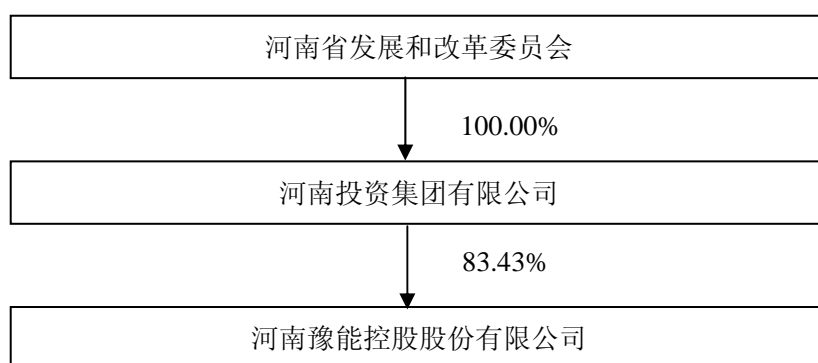 河南省发展和改革委员会
100.00%
河南投资集团有限公司
83.43%
河南豫能控股股份有限公司